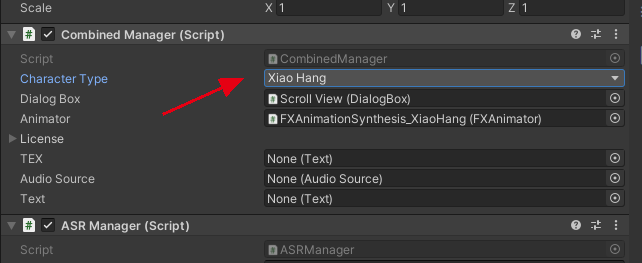 Scale X 1 Y 1 Z 1
# Combined Manager (Script)
Script # CombinedManager
Character Type Xiao Hang
Dialog Box # Scroll View (DialogBox)
Animator # FXAnimationSynthesis_XiaoHang (FXAnimator)
License
TEX None (Text)
Audio Source None (Audio Source)
Text None (Text)
# ASR Manager (Script)
Script # ASRManager